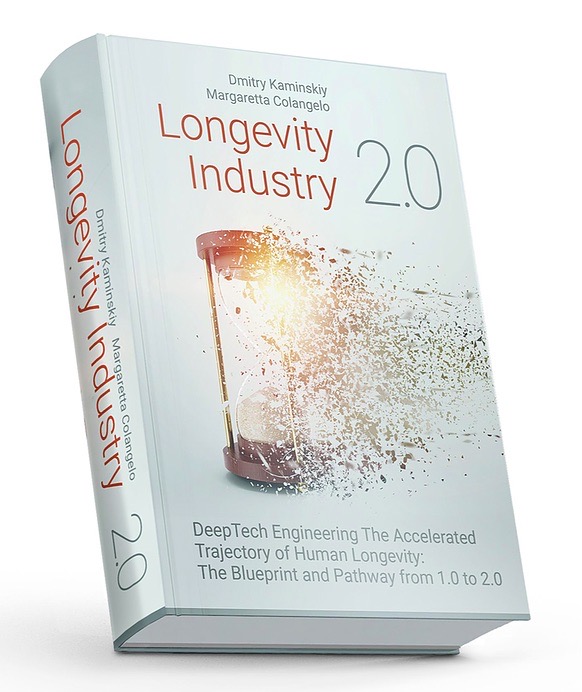 Dmitry Kaminskiy
Margaretta Colangelo
Longevity
Industry
2.0
DeepTech Engineering The Accelerated
Trajectory of Human Longevity:
The Blueprint and Pathway from 1.0 to 2.0
Longevity Industry
Dmitry Kaminskiy Margaretta Colangelo
2.0